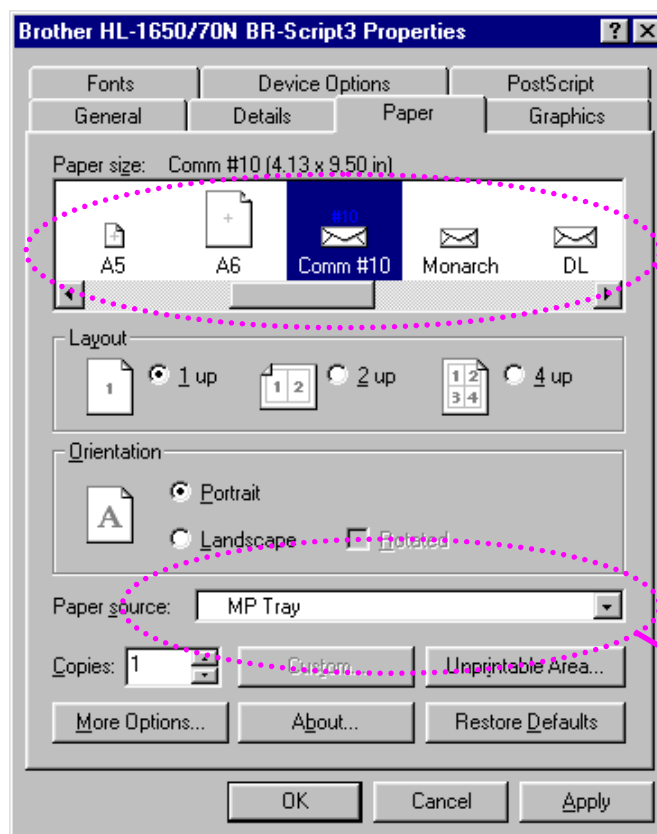 Brother HL-1650/70N BR-Script3 Properties
Fonts Device Options PostScript
General Details Paper Graphics
Paper size: Comm #10 (4.13 x 9.50 in)
#10
A5 A6 Comm #10 Monarch DL
Layout
1 1 up 1 2 2 up 1 2 4 up
3 4
Orientation
A Portrait
Landscape Rotated
Paper source: MP Tray
Copies: 1 Custom... Unprintable Area...
More Options... About... Restore Defaults
OK Cancel Apply